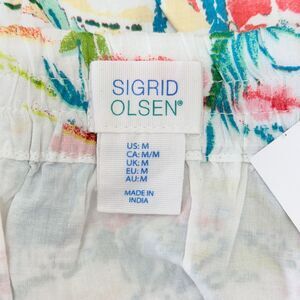 SIGRID
OLSEN®
US: M
CA: M/M
UK: M
EU: M
AU: M
MADE IN
INDIA